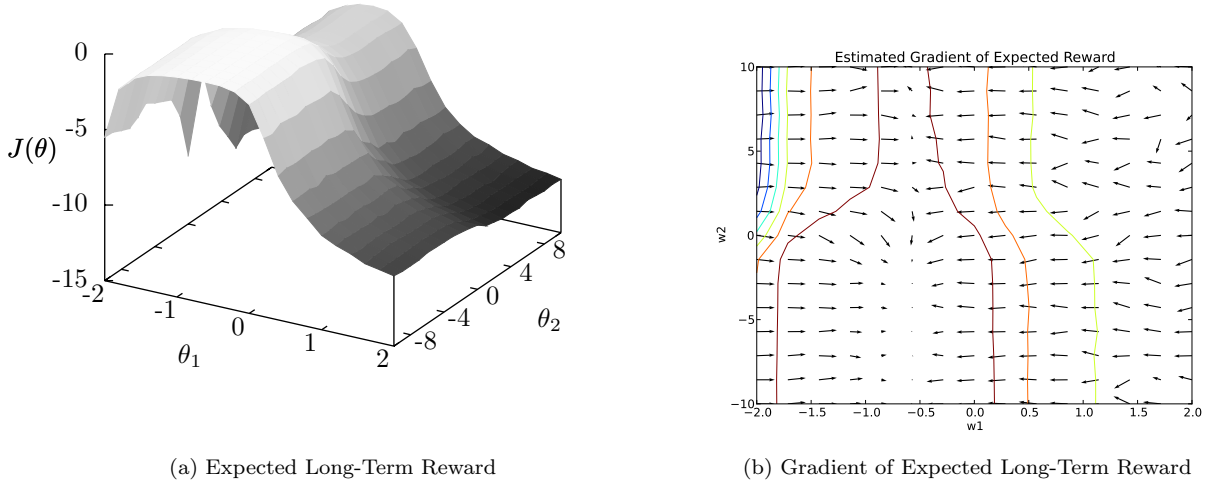 0
-5
J(θ)
-10
-15
-2
-1
0
1
2
θ1
-8
-4
0
4
8
θ2
(a) Expected Long-Term Reward
Estimated Gradient of Expected Reward
10
5
0
−5
−10
w2
−2.0 −1.5 −1.0 −0.5 0.0 0.5 1.0 1.5 2.0
w1
(b) Gradient of Expected Long-Term Reward